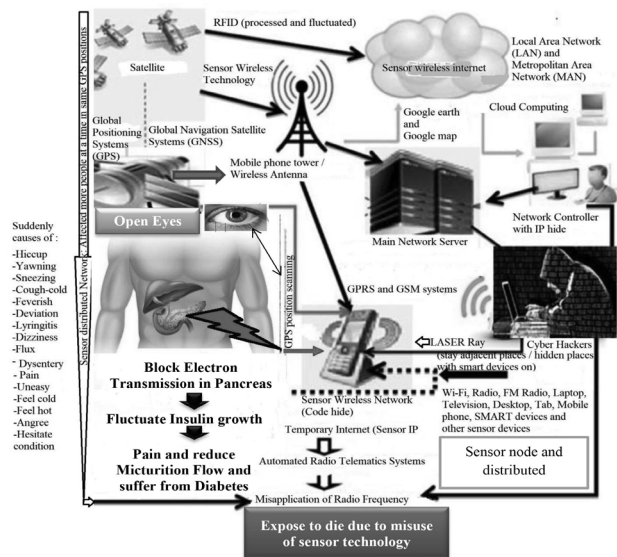 RFID (processed and fluctuated)
Satellite
Sensor Wireless
Technology
Sensor wireless internet
Local Area Network
(LAN) and
Metropolitan Area
Network (MAN)
Global
Positioning
Systems
(GPS)
Global Navigation Satellite
Systems (GNSS)
Google earth
and
Google map
Cloud Computing
Mobile phone tower /
Wireless Antenna
Open Eyes
Main Network Server
Network Controller
with IP hide
Sensor distributed Network: Affected more people at a time in same GPS positions
Suddenly
causes of :
-Hiccup
-Yawning
-Sneezing
-Cough-cold
-Feverish
-Deviation
-Lyringitis
-Dizziness
-Flux
- Dysentery
- Pain
-Uneasy
-Feel cold
-Feel hot
-Angree
-Hesitate
condition
GPS position scanning
GPRS and GSM systems
LASER Ray
(stay adjacent places / hidden places
with smart devices on)
Cyber Hackers
Block Electron
Transmission in Pancreas
Fluctuate Insulin growth
Pain and reduce
Micturition Flow and
suffer from Diabetes
Sensor Wireless Network
(Code hide)
Temporary Internet (Sensor IP
Automated Radio Telematics Systems
Misapplication of Radio Frequency
Wi-Fi, Radio, FM Radio, Laptop,
Television, Desktop, Tab, Mobile
phone, SMART devices and
other sensor devices
Sensor node and
distributed
Expose to die due to misuse
of sensor technology